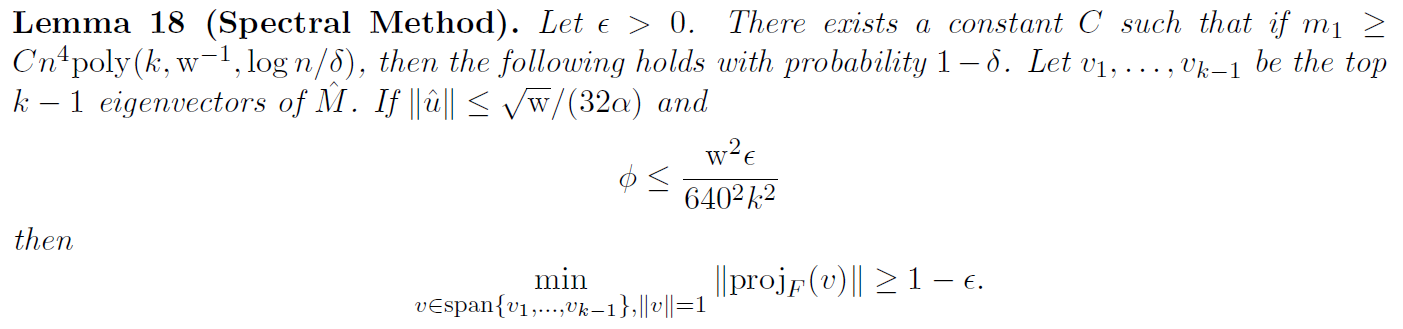 Lemma 18 (Spectral Method). Let ϵ > 0. There exists a constant C such that if m₁ ≥
Cn⁴poly(k, w⁻¹, log n/δ), then the following holds with probability 1 − δ. Let v₁, . . . , vₖ₋₁ be the top
k − 1 eigenvectors of M̂. If ‖û‖ ≤ √w/(32α) and
ϕ ≤ w²ϵ / 640²k²
then
min_{v∈span{v₁,...,vₖ₋₁},‖v‖=1} ‖proj_F(v)‖ ≥ 1 − ϵ.